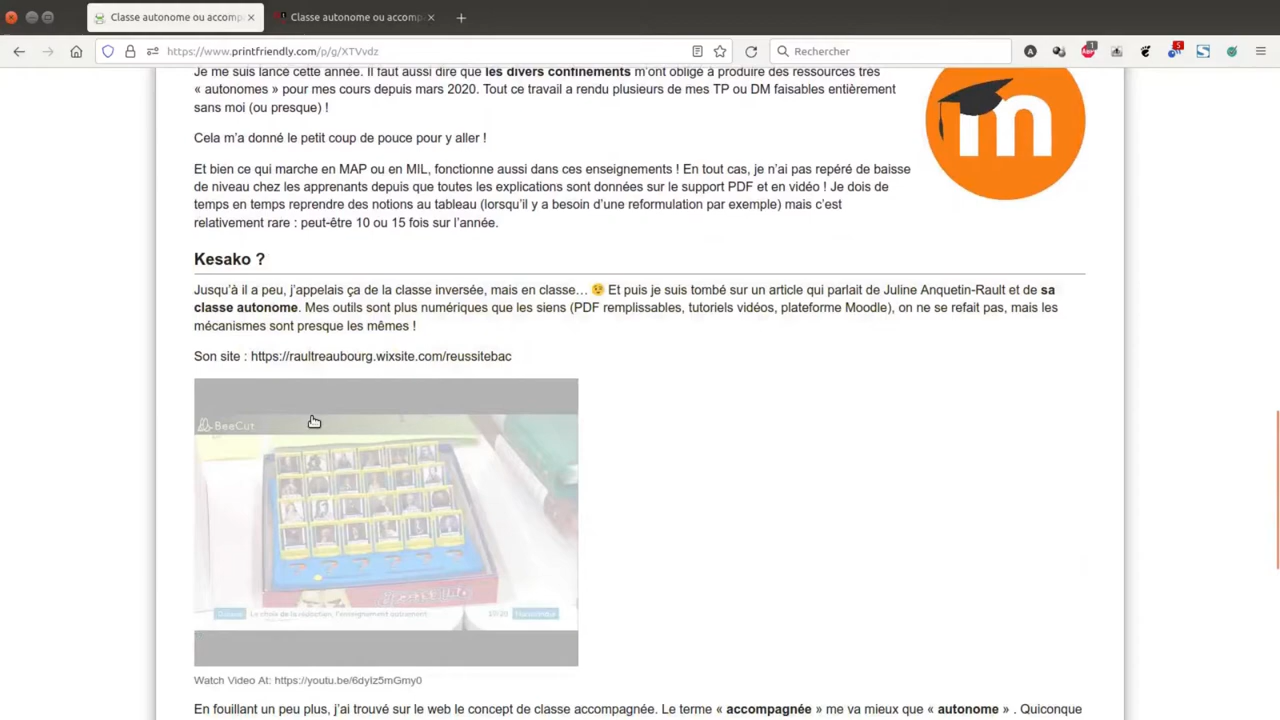 Classe autonome ou accomp
Classe autonome ou accomp
https://www.printfriendly.com/p/g/XTVvdz
Rechercher
1
5
Je me suis lancé cette année. Il faut aussi dire que les divers confinements m'ont obligé à produire des ressources très
« autonomes » pour mes cours depuis mars 2020. Tout ce travail a rendu plusieurs de mes TP ou DM faisables entièrement
sans moi (ou presque) !
m
Cela m'a donné le petit coup de pouce pour y aller !
Et bien ce qui marche en MAP ou en MIL, fonctionne aussi dans ces enseignements ! En tout cas, je n'ai pas repéré de baisse
de niveau chez les apprenants depuis que toutes les explications sont données sur le support PDF et en vidéo ! Je dois de
temps en temps reprendre des notions au tableau (lorsqu'il y a besoin d'une reformulation par exemple) mais c'est
relativement rare : peut-être 10 ou 15 fois sur l'année.
Kesako ?
Jusqu'à il a peu, j'appelais ça de la classe inversée, mais en classe… 😉 Et puis je suis tombé sur un article qui parlait de Juline Anquetin-Rault et de sa
classe autonome. Mes outils sont plus numériques que les siens (PDF remplissables, tutoriels vidéos, plateforme Moodle), on ne se refait pas, mais les
mécanismes sont presque les mêmes !
Son site : https://raultreaubourg.wixsite.com/reussitebac
BeeCut
Watch Video At: https://youtu.be/6dyIz5mGmy0
En fouillant un peu plus, j'ai trouvé sur le web le concept de classe accompagnée. Le terme « accompagnée » me va mieux que « autonome » . Quiconque